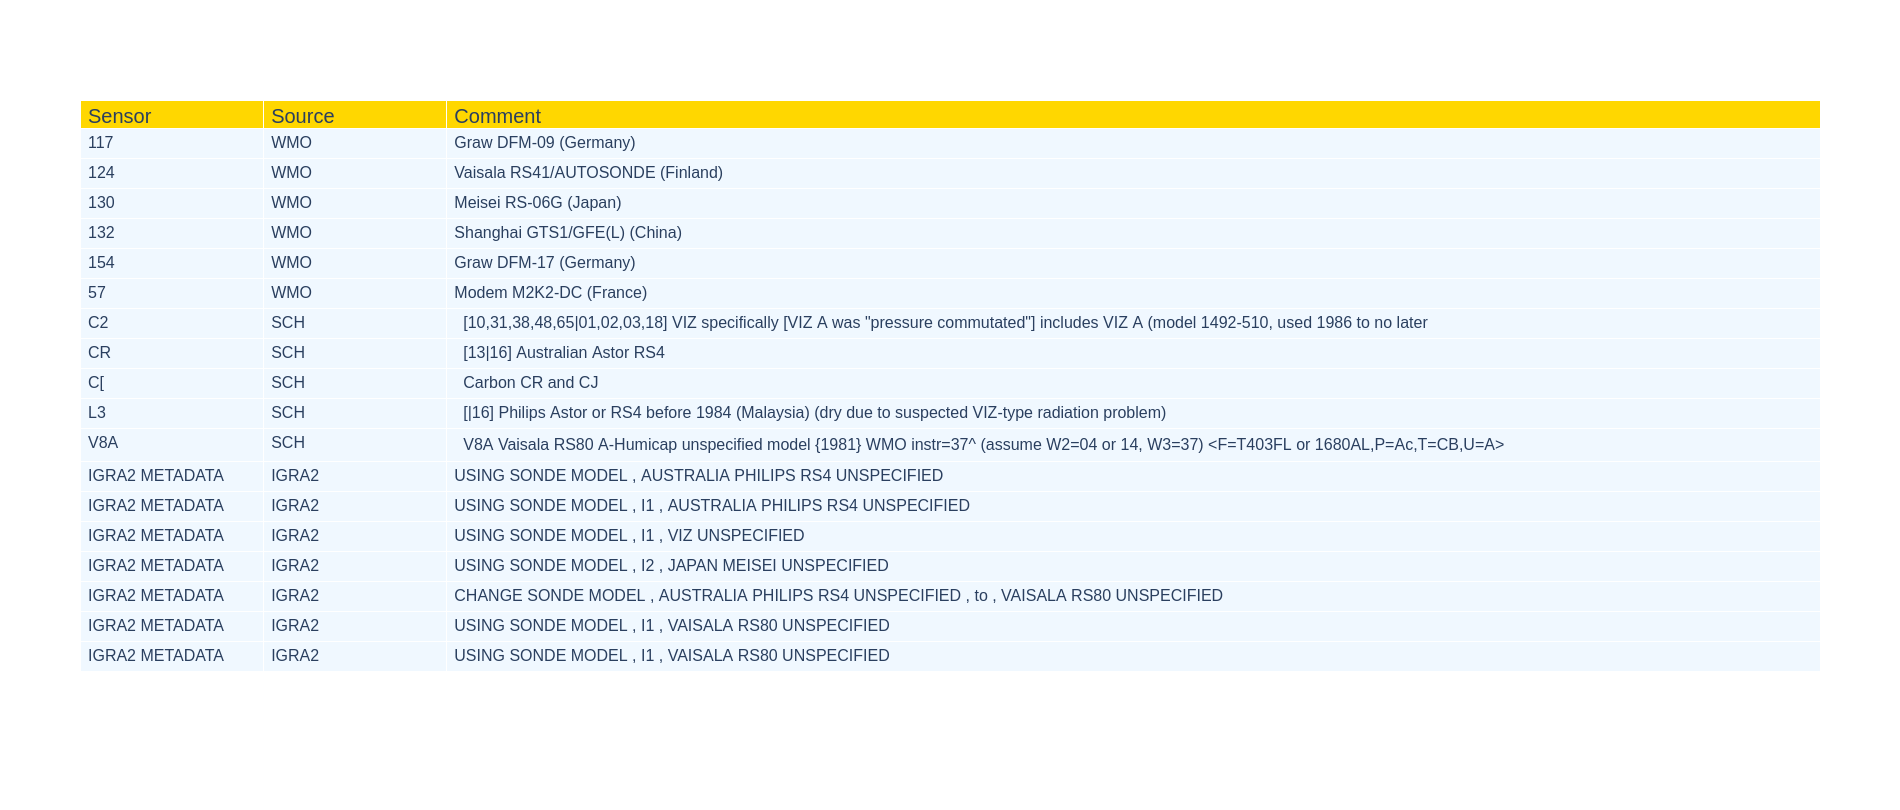 Sensor Source Comment
117 WMO Graw DFM-09 (Germany)
124 WMO Vaisala RS41/AUTOSONDE (Finland)
130 WMO Meisei RS-06G (Japan)
132 WMO Shanghai GTS1/GFE(L) (China)
154 WMO Graw DFM-17 (Germany)
57 WMO Modem M2K2-DC (France)
C2 SCH [10,31,38,48,65|01,02,03,18] VIZ specifically [VIZ A was "pressure commutated"] includes VIZ A (model 1492-510, used 1986 to no later
CR SCH [13|16] Australian Astor RS4
C[ SCH Carbon CR and CJ
L3 SCH [|16] Philips Astor or RS4 before 1984 (Malaysia) (dry due to suspected VIZ-type radiation problem)
V8A SCH V8A Vaisala RS80 A-Humicap unspecified model {1981} WMO instr=37^ (assume W2=04 or 14, W3=37) <F=T403FL or 1680AL,P=Ac,T=CB,U=A>
IGRA2 METADATA IGRA2 USING SONDE MODEL , AUSTRALIA PHILIPS RS4 UNSPECIFIED
IGRA2 METADATA IGRA2 USING SONDE MODEL , I1 , AUSTRALIA PHILIPS RS4 UNSPECIFIED
IGRA2 METADATA IGRA2 USING SONDE MODEL , I1 , VIZ UNSPECIFIED
IGRA2 METADATA IGRA2 USING SONDE MODEL , I2 , JAPAN MEISEI UNSPECIFIED
IGRA2 METADATA IGRA2 CHANGE SONDE MODEL , AUSTRALIA PHILIPS RS4 UNSPECIFIED , to , VAISALA RS80 UNSPECIFIED
IGRA2 METADATA IGRA2 USING SONDE MODEL , I1 , VAISALA RS80 UNSPECIFIED
IGRA2 METADATA IGRA2 USING SONDE MODEL , I1 , VAISALA RS80 UNSPECIFIED